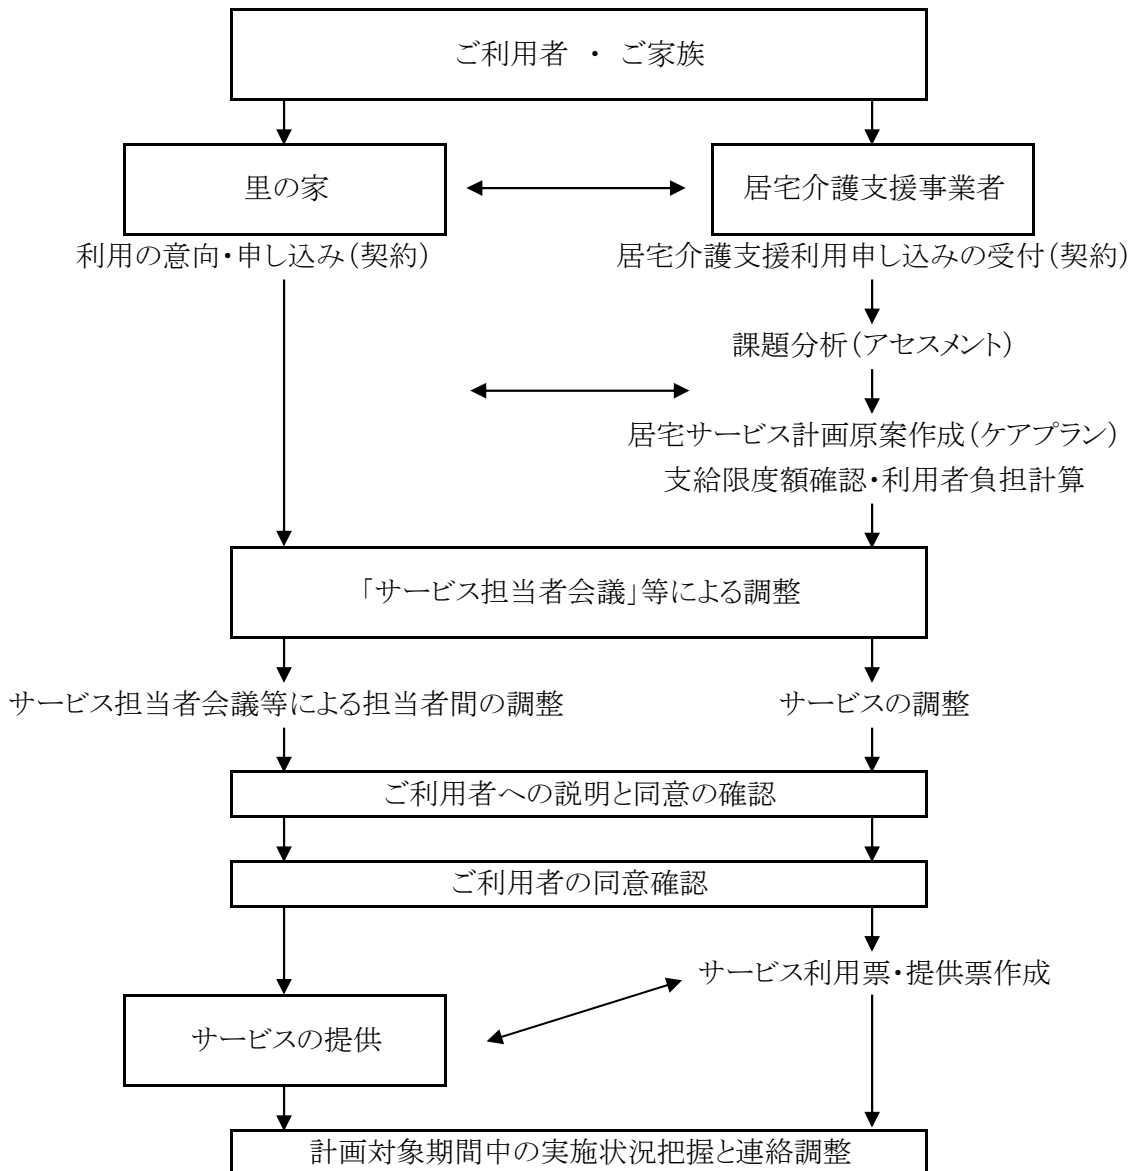 ご利用者 ・ ご家族
里の家
居宅介護支援事業者
利用の意向・申し込み(契約)
居宅介護支援利用申し込みの受付(契約)
課題分析(アセスメント)
居宅サービス計画原案作成(ケアプラン)
支給限度額確認・利用者負担計算
「サービス担当者会議」等による調整
サービス担当者会議等による担当者間の調整
サービスの調整
ご利用者への説明と同意の確認
ご利用者の同意確認
サービス利用票・提供票作成
サービスの提供
計画対象期間中の実施状況把握と連絡調整